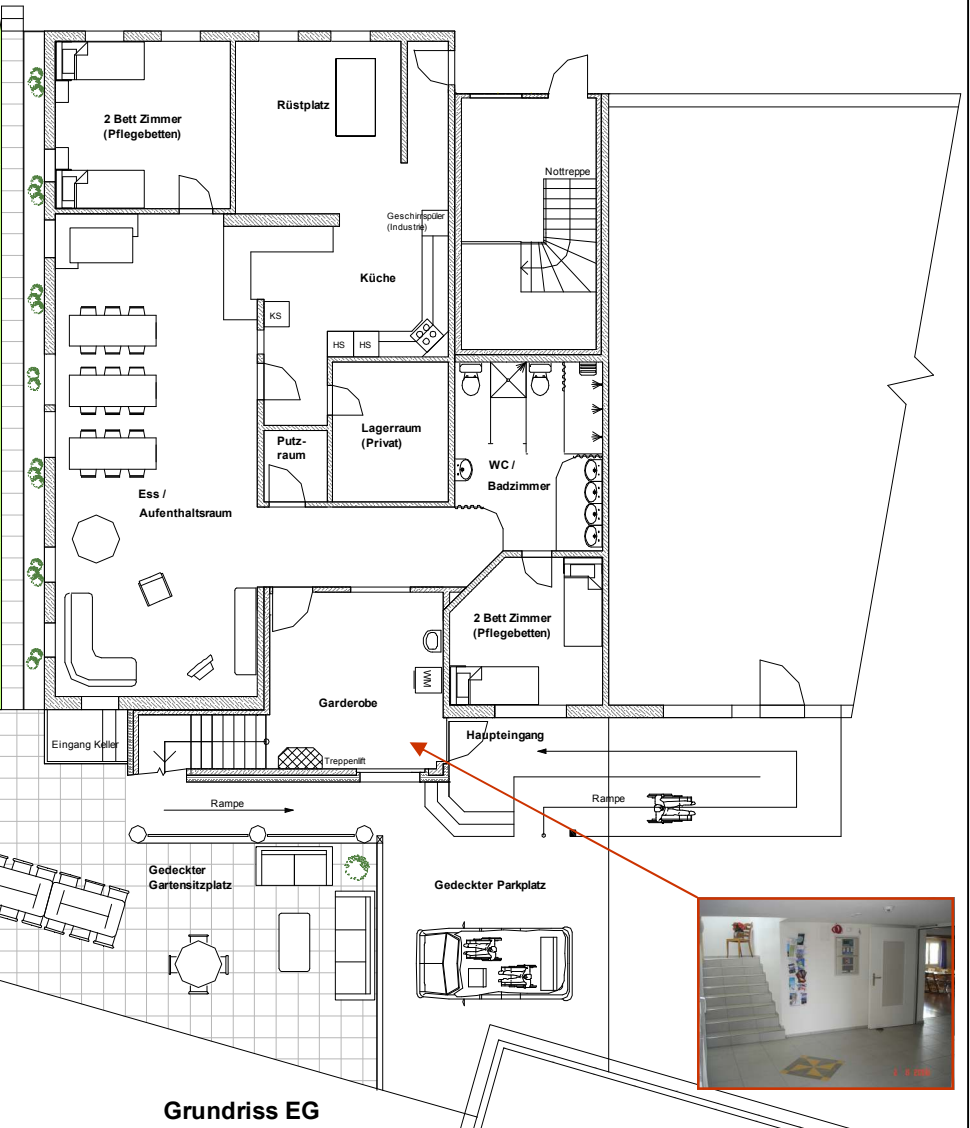 2 Bett Zimmer
(Pflegebetten)
Rüstplatz
Nottreppe
Geschirrspüler
(Industrie)
Küche
KS
HS HS
Putz-
raum
Lagerraum
(Privat)
WC /
Badzimmer
Ess /
Aufenthaltsraum
2 Bett Zimmer
(Pflegebetten)
WM
Garderobe
Eingang Keller
Treppenlift
Haupteingang
Rampe
Rampe
Gedeckter
Gartensitzplatz
Gedeckter Parkplatz
Grundriss EG